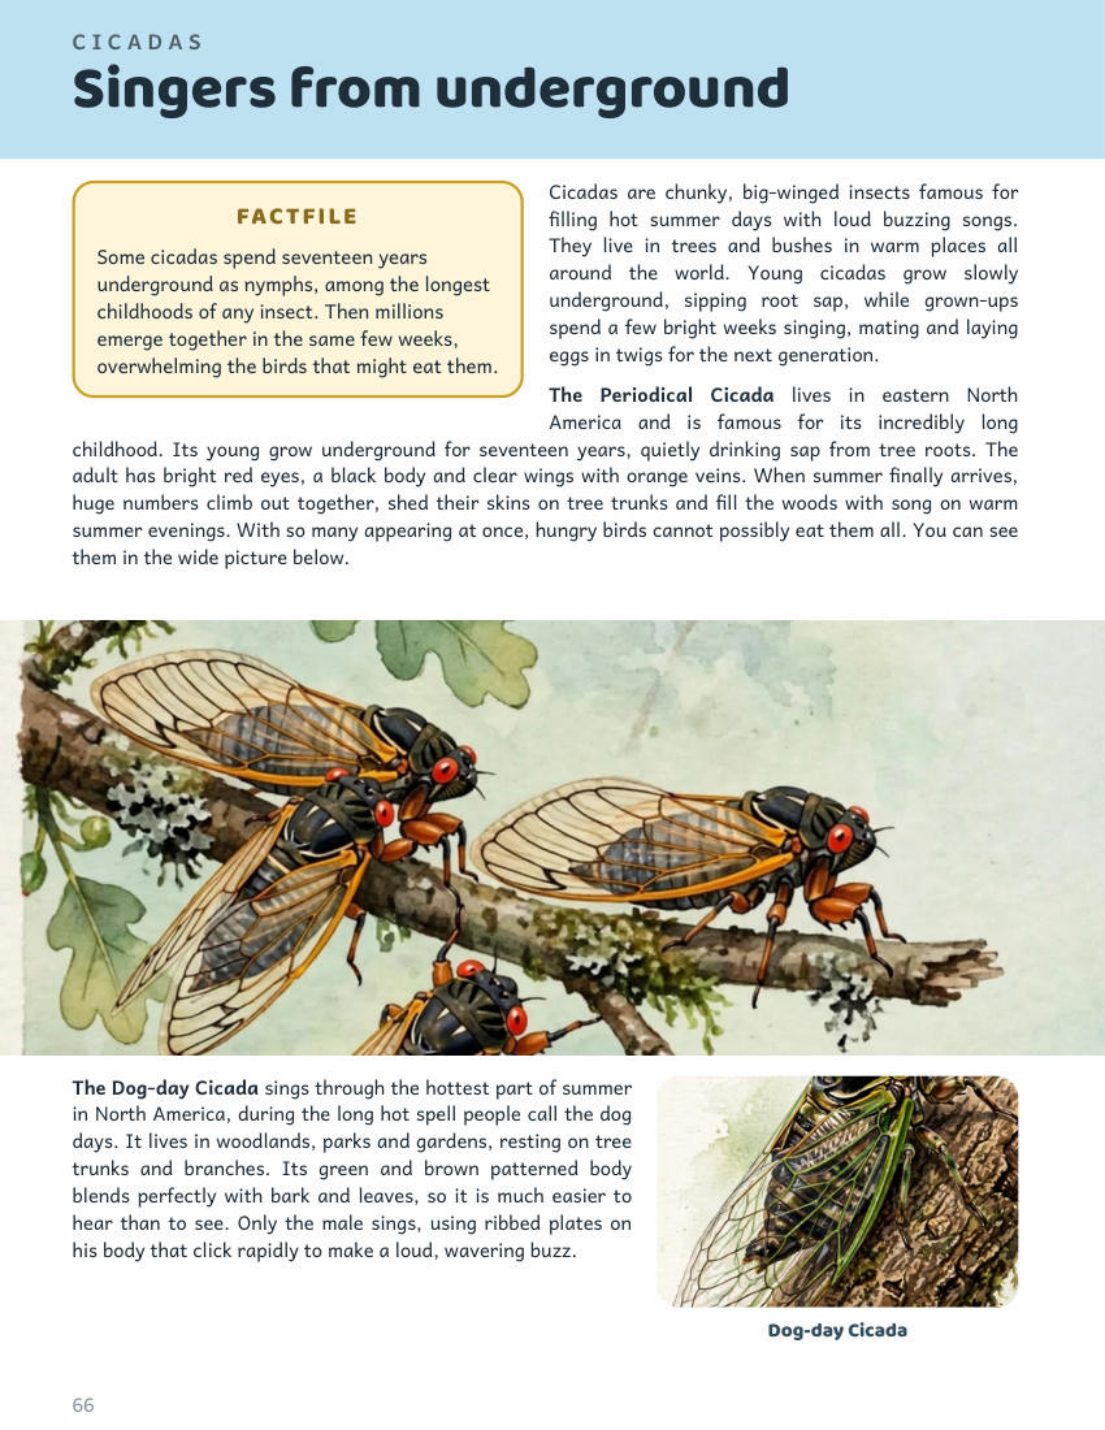 CICADAS
Singers from underground
FACTFILE
Some cicadas spend seventeen years
underground as nymphs, among the longest
childhoods of any insect. Then millions
emerge together in the same few weeks,
overwhelming the birds that might eat them.
Cicadas are chunky, big-winged insects famous for
filling hot summer days with loud buzzing songs.
They live in trees and bushes in warm places all
around the world. Young cicadas grow slowly
underground, sipping root sap, while grown-ups
spend a few bright weeks singing, mating and laying
eggs in twigs for the next generation.
The Periodical Cicada lives in eastern North
America and is famous for its incredibly long
childhood. Its young grow underground for seventeen years, quietly drinking sap from tree roots. The
adult has bright red eyes, a black body and clear wings with orange veins. When summer finally arrives,
huge numbers climb out together, shed their skins on tree trunks and fill the woods with song on warm
summer evenings. With so many appearing at once, hungry birds cannot possibly eat them all. You can see
them in the wide picture below.
The Dog-day Cicada sings through the hottest part of summer
in North America, during the long hot spell people call the dog
days. It lives in woodlands, parks and gardens, resting on tree
trunks and branches. Its green and brown patterned body
blends perfectly with bark and leaves, so it is much easier to
hear than to see. Only the male sings, using ribbed plates on
his body that click rapidly to make a loud, wavering buzz.
Dog-day Cicada
66